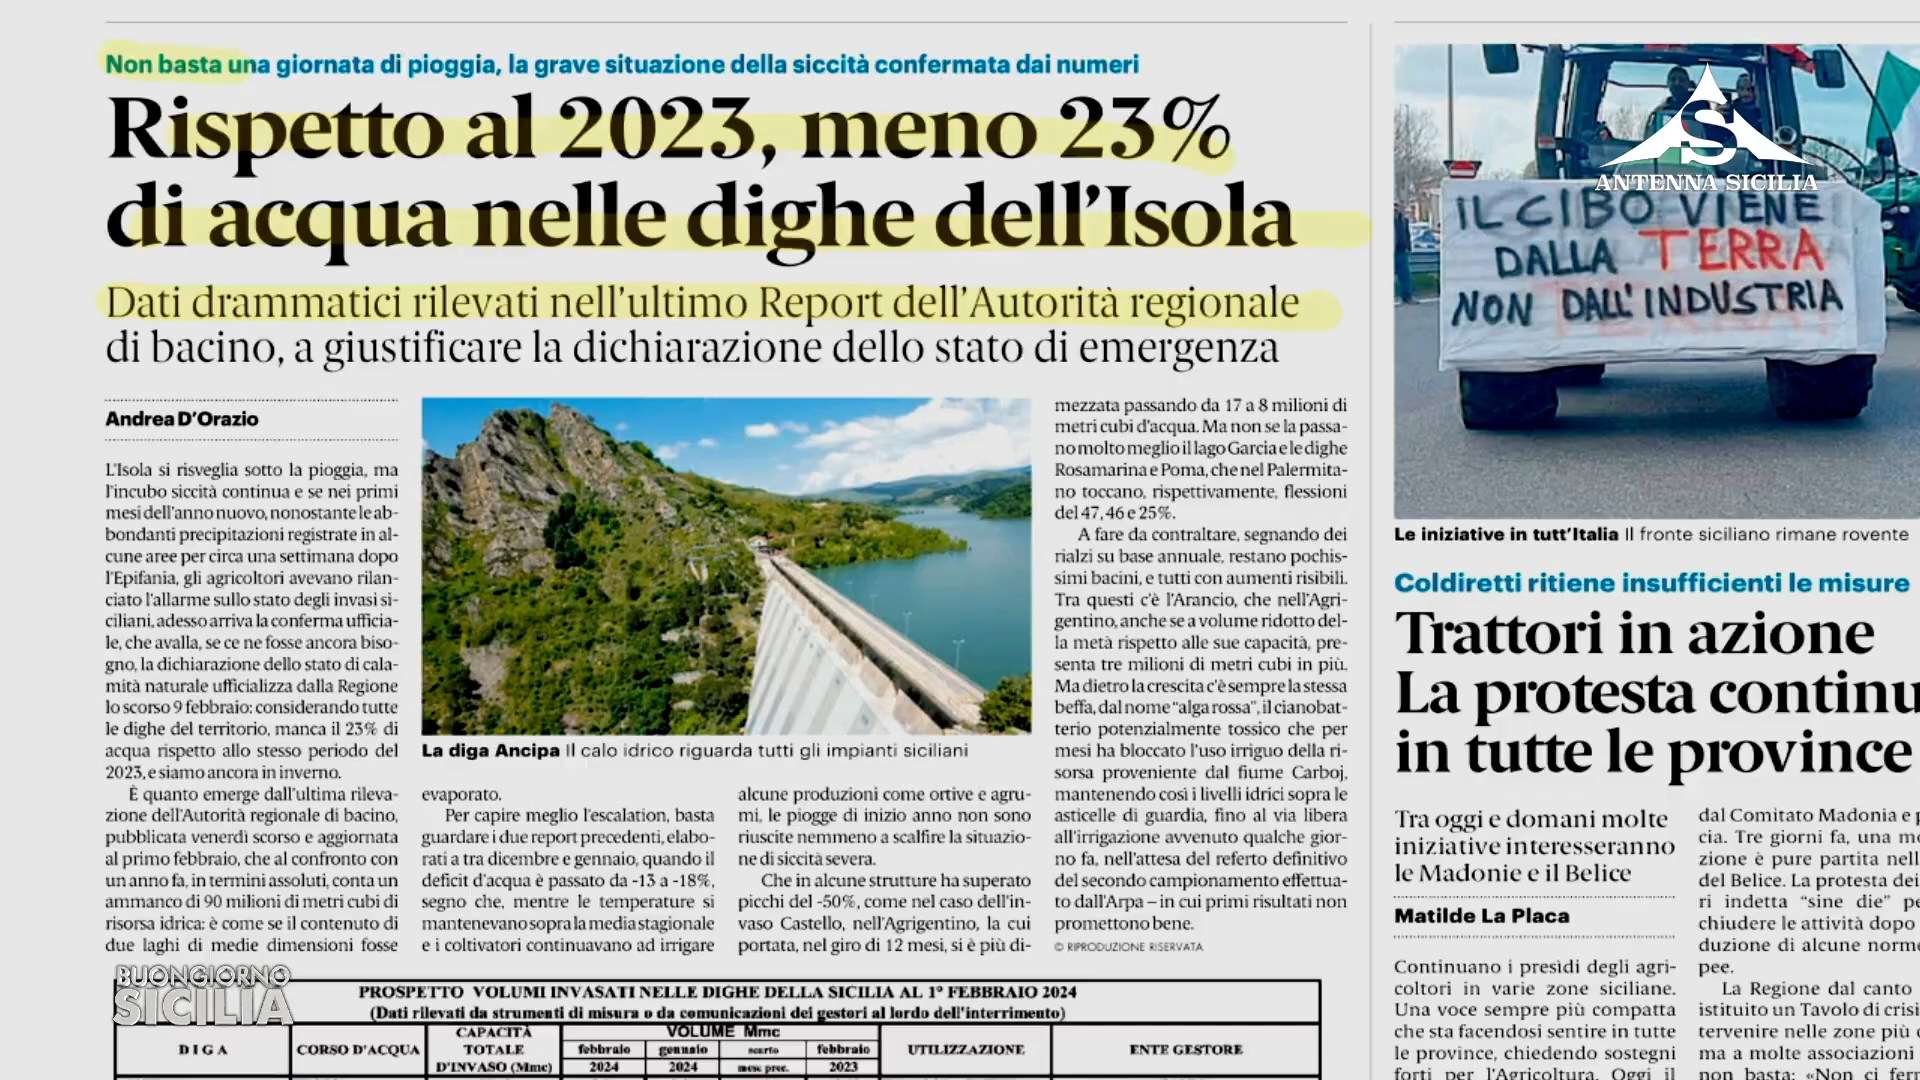 Non basta una giornata di pioggia, la grave situazione della siccità confermata dai numeri
Rispetto al 2023, meno 23%
di acqua nelle dighe dell'Isola
Dati drammatici rilevati nell'ultimo Report dell'Autorità regionale
di bacino, a giustificare la dichiarazione dello stato di emergenza
Andrea D'Orazio
L'Isola si risveglia sotto la pioggia, ma
l'incubo siccità continua e se nei primi
mesi dell'anno nuovo, nonostante le ab-
bondanti precipitazioni registrate in al-
cune aree per circa una settimana dopo
l'Epifania, gli agricoltori avevano rilan-
ciato l'allarme sullo stato degli invasi si-
ciliani, adesso arriva la conferma ufficia-
le, che avalla, se ce ne fosse ancora biso-
gno, la dichiarazione dello stato di cala-
mità naturale ufficializza dalla Regione
lo scorso 9 febbraio: considerando tutte
le dighe del territorio, manca il 23% di
acqua rispetto allo stesso periodo del
2023, e siamo ancora in inverno.
È quanto emerge dall'ultima rileva-
zione dell'Autorità regionale di bacino,
pubblicata venerdì scorso e aggiornata
al primo febbraio, che al confronto con
un anno fa, in termini assoluti, conta un
ammanco di 90 milioni di metri cubi di
risorsa idrica: è come se il contenuto di
due laghi di medie dimensioni fosse
La diga Ancipa Il calo idrico riguarda tutti gli impianti siciliani
evaporato.
Per capire meglio l'escalation, basta
guardare i due report precedenti, elabo-
rati a tra dicembre e gennaio, quando il
deficit d'acqua è passato da -13 a -18%,
segno che, mentre le temperature si
mantenevano sopra la media stagionale
e i coltivatori continuavano ad irrigare
alcune produzioni come ortive e agru-
mi, le piogge di inizio anno non sono
riuscite nemmeno a scalfire la situazio-
ne di siccità severa.
Che in alcune strutture ha superato
picchi del -50%, come nel caso dell'in-
vaso Castello, nell'Agrigentino, la cui
portata, nel giro di 12 mesi, si è più di-
mezzata passando da 17 a 8 milioni di
metri cubi d'acqua. Ma non se la passa-
no molto meglio il lago Garcia e le dighe
Rosamarina e Poma, che nel Palermita-
no toccano, rispettivamente, flessioni
del 47, 46 e 25%.
A fare da contraltare, segnando dei
rialzi su base annuale, restano pochis-
simi bacini, e tutti con aumenti risibili.
Tra questi c'è l'Arancio, che nell'Agri-
gentino, anche se a volume ridotto del-
la metà rispetto alle sue capacità, pre-
senta tre milioni di metri cubi in più.
Ma dietro la crescita c'è sempre la stessa
beffa, dal nome "alga rossa", il cianobat-
terio potenzialmente tossico che per
mesi ha bloccato l'uso irriguo della ri-
sorsa proveniente dal fiume Carboj,
mantenendo così i livelli idrici sopra le
asticelle di guardia, fino al via libera
all'irrigazione avvenuto qualche gior-
no fa, nell'attesa del referto definitivo
del secondo campionamento effettua-
to dall'Arpa – in cui primi risultati non
promettono bene.
© RIPRODUZIONE RISERVATA
PROSPETTO VOLUMI INVASATI NELLE DIGHE DELLA SICILIA AL 1° FEBBRAIO 2024
(Dati rilevati da strumenti di misura o da comunicazioni dei gestori al lordo dell'interrimento)
DIGA
CORSO D'ACQUA
CAPACITÀ
TOTALE
D'INVASO (Mmc)
VOLUME Mmc
febbraio
2024
gennaio
2024
scarto
mese prec.
febbraio
2023
UTILIZZAZIONE
ENTE GESTORE
BUONGIORNO
SICILIA
S
ANTENNA SICILIA
IL CIBO VIENE
DALLA TERRA
NON DALL'INDUSTRIA
Le iniziative in tutt'Italia Il fronte siciliano rimane rovente
Coldiretti ritiene insufficienti le misure
Trattori in azione
La protesta continu
in tutte le province
Tra oggi e domani molte
iniziative interesseranno
le Madonie e il Belice
Matilde La Placa
Continuano i presidi degli agri-
coltori in varie zone siciliane.
Una voce sempre più compatta
che sta facendosi sentire in tutte
le province, chiedendo sostegni
forti per l'Agricoltura. Oggi il
dal Comitato Madonia e p
cia. Tre giorni fa, una mo
zione è pure partita nell
del Belice. La protesta dei
ri indetta "sine die" pe
chiudere le attività dopo
duzione di alcune norme
pee.
La Regione dal canto
istituito un Tavolo di crisi
tervenire nelle zone più c
ma a molte associazioni
non basta: «Non ci ferm